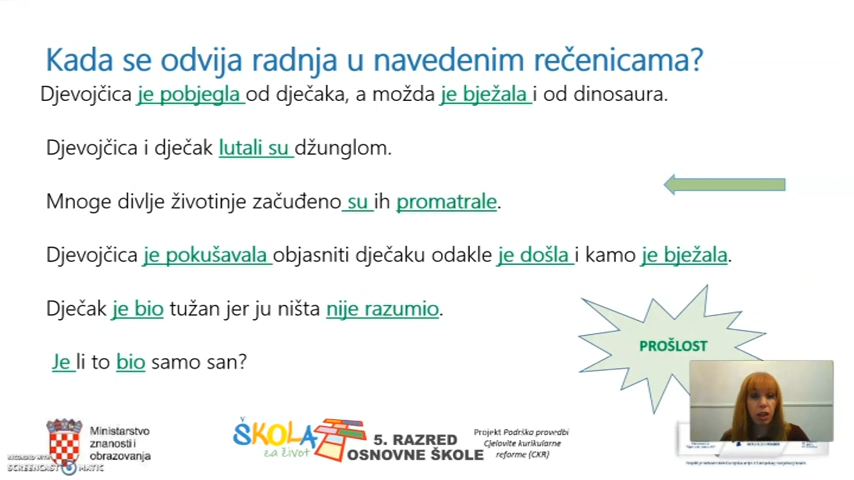 Kada se odvija radnja u navedenim rečenicama?
Djevojčica je pobjegla od dječaka, a možda je bježala i od dinosaura.
Djevojčica i dječak lutali su džunglom.
Mnoge divlje životinje začuđeno su ih promatrale.
Djevojčica je pokušavala objasniti dječaku odakle je došla i kamo je bježala.
Dječak je bio tužan jer ju ništa nije razumio.
Je li to bio samo san?
PROŠLOST
Ministarstvo
znanosti i
obrazovanja
ŠKOLA
za život
5. RAZRED
OSNOVNE ŠKOLE
Projekt Podrška provedbi
Cjelovite kurikularne
reforme (CKR)
RECORDED WITH
SCREENCAST MATIC